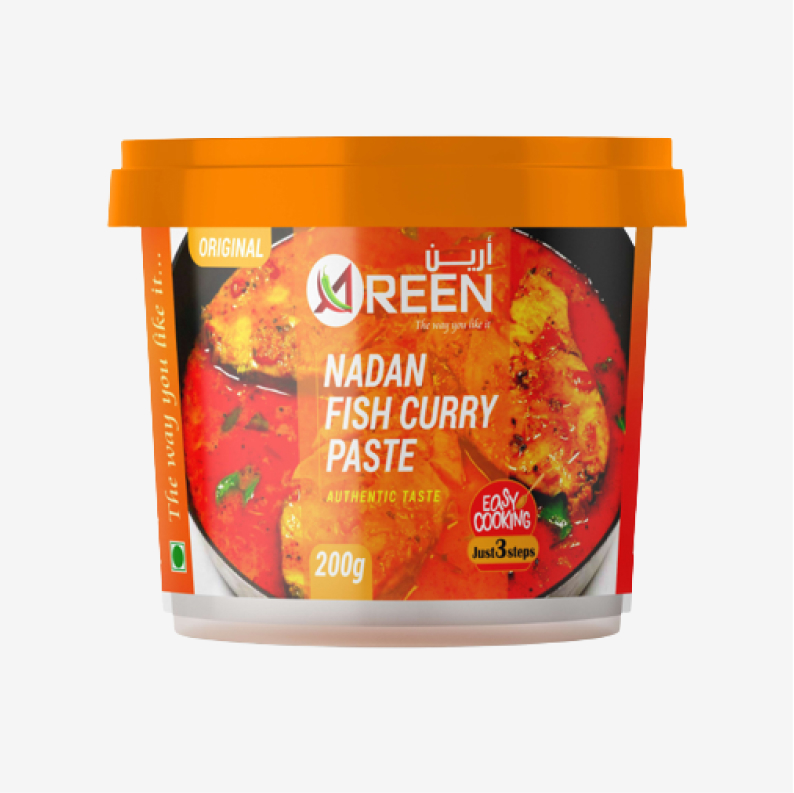 ORIGINAL
أرين
REEN
The way you like it
The way you like it...
NADAN
FISH CURRY
PASTE
AUTHENTIC TASTE
EASY
COOKING
Just 3 steps
200g